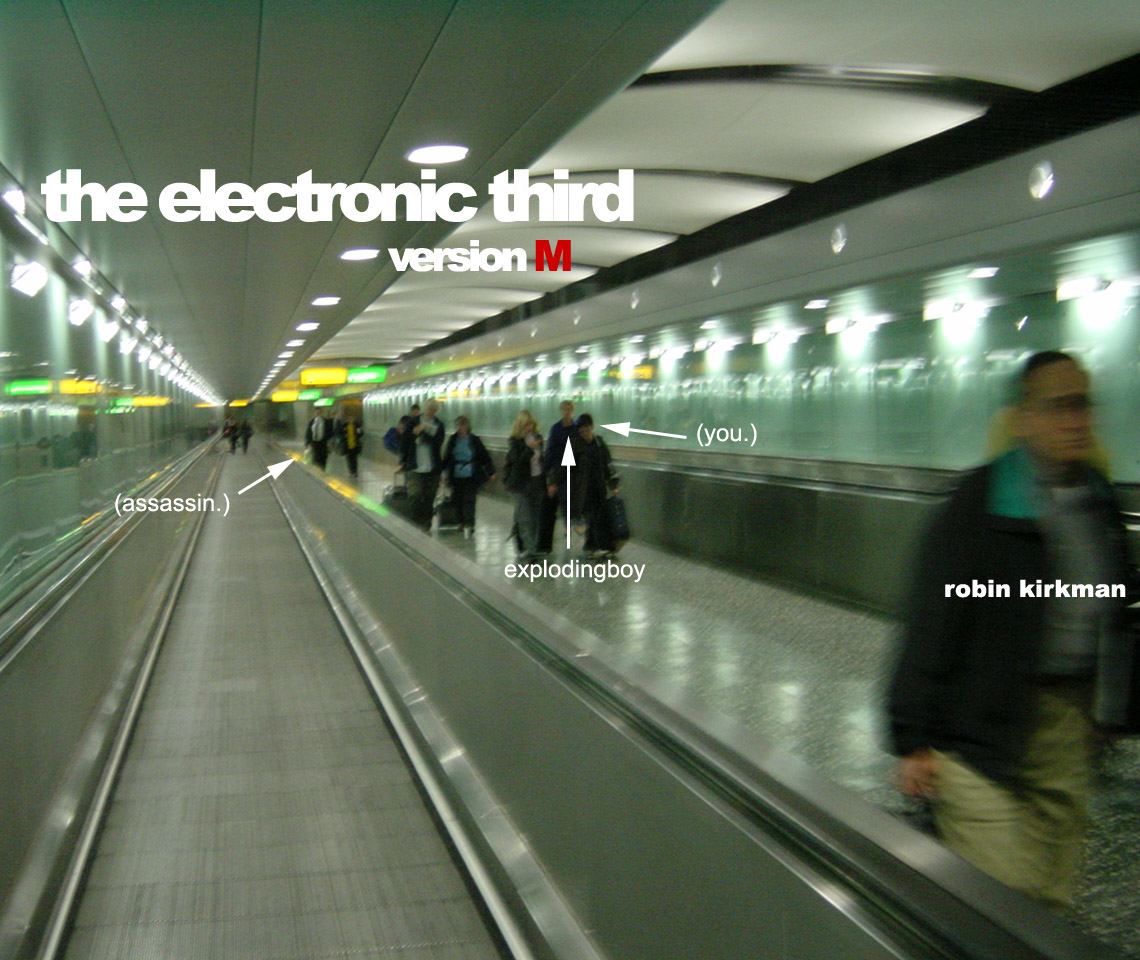 the electronic third
version M
(you.)
(assassin.)
explodingboy
robin kirkman